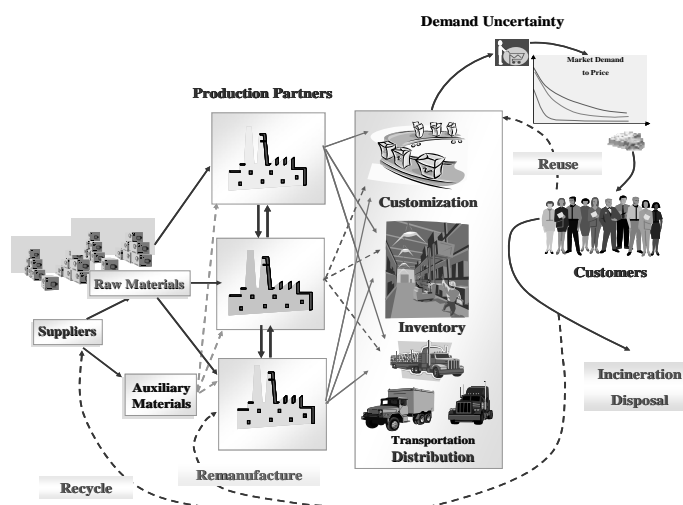 Demand Uncertainty
Market Demand
to Price
Production Partners
Reuse
Customization
Customers
Raw Materials
Inventory
Suppliers
Auxiliary
Materials
Incineration
Disposal
Transportation
Distribution
Remanufacture
Recycle